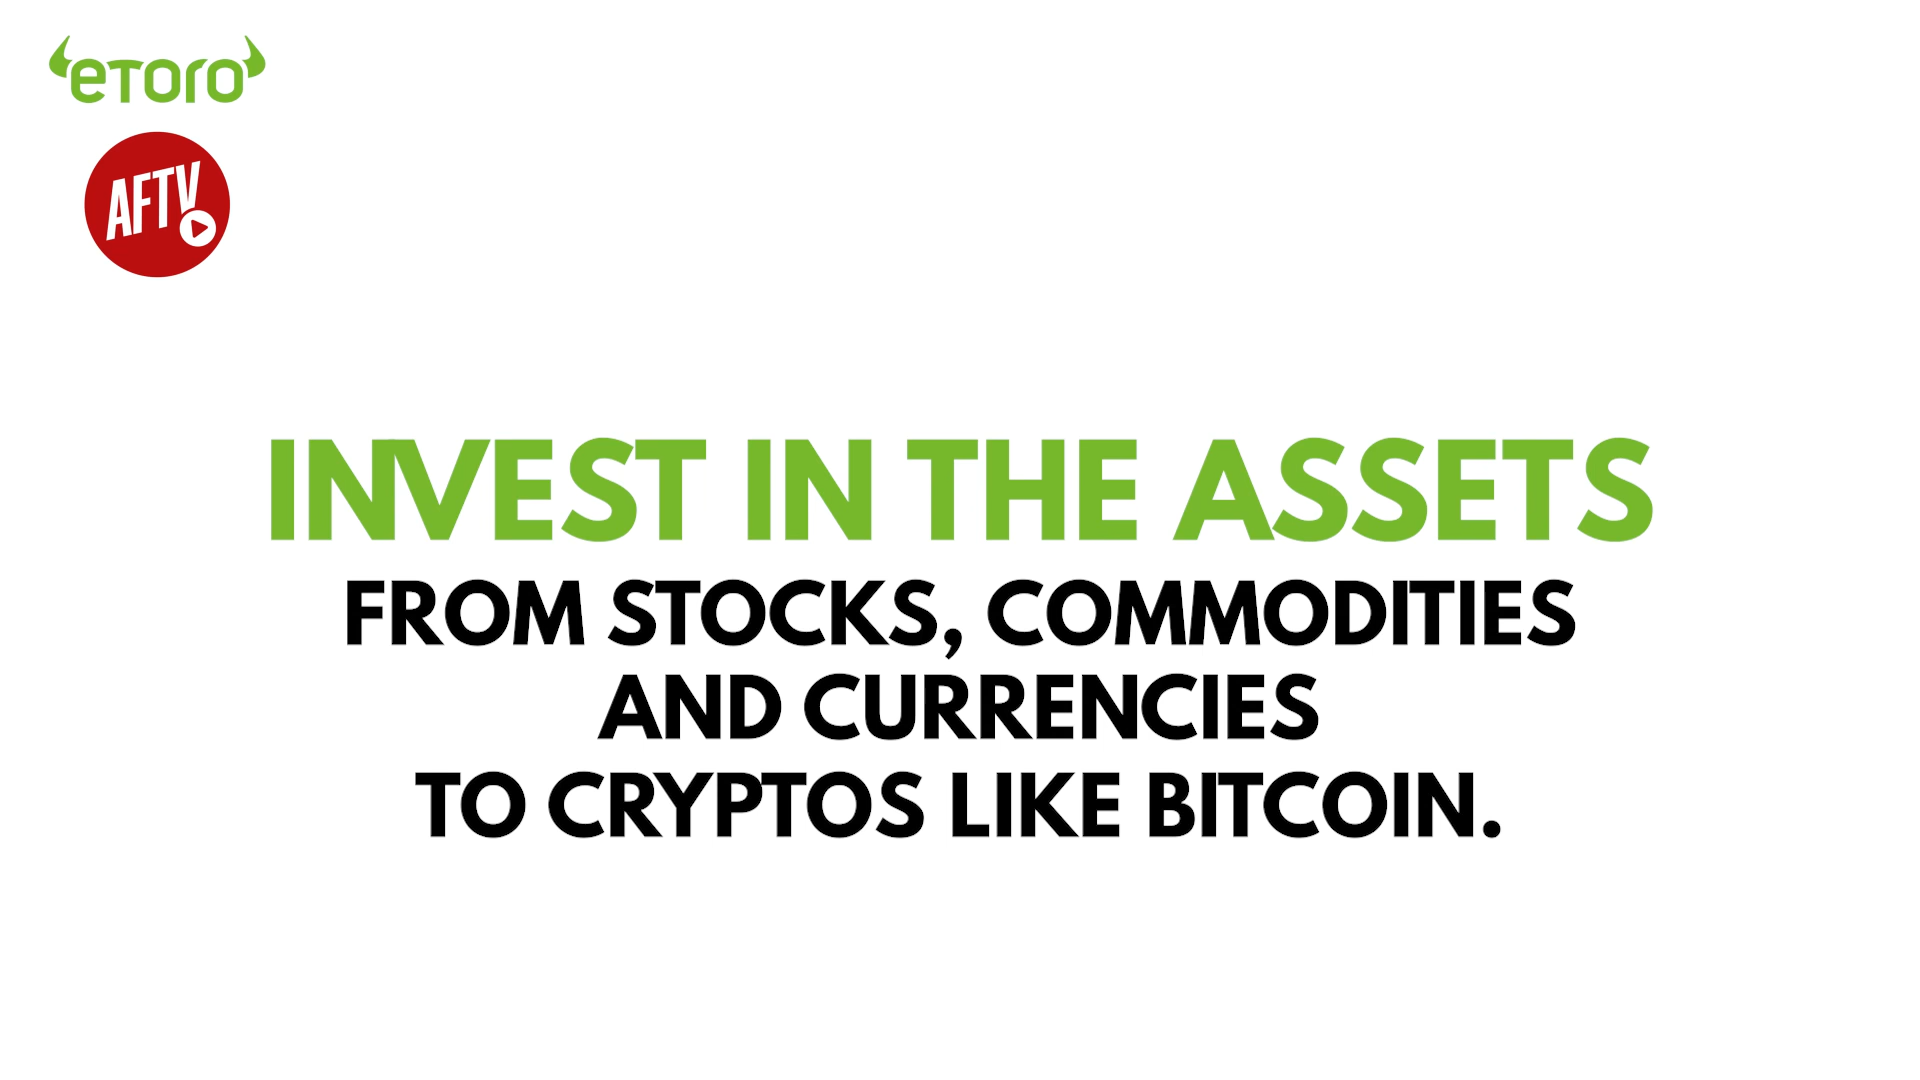 eToro
AFTV
INVEST IN THE ASSETS
FROM STOCKS, COMMODITIES
AND CURRENCIES
TO CRYPTOS LIKE BITCOIN.